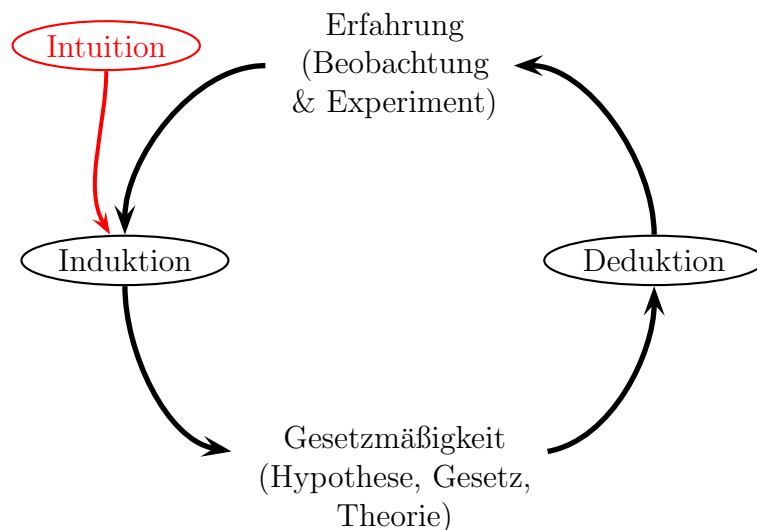 Intuition
Erfahrung
(Beobachtung
& Experiment)
Induktion
Deduktion
Gesetzmäßigkeit
(Hypothese, Gesetz,
Theorie)